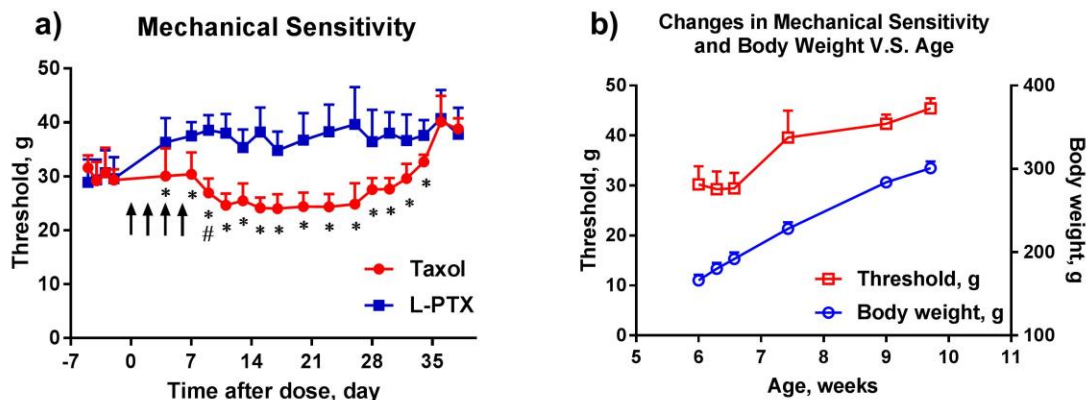 a) Mechanical Sensitivity
50
40
30
20
10
0
Threshold, g
* * * * * * * * * * * * * *
#
Taxol
L-PTX
-7 0 7 14 21 28 35
Time after dose, day
b) Changes in Mechanical Sensitivity
and Body Weight V.S. Age
50
40
30
20
10
0
Threshold, g
400
300
200
100
Body weight, g
Threshold, g
Body weight, g
5 6 7 8 9 10 11
Age, weeks